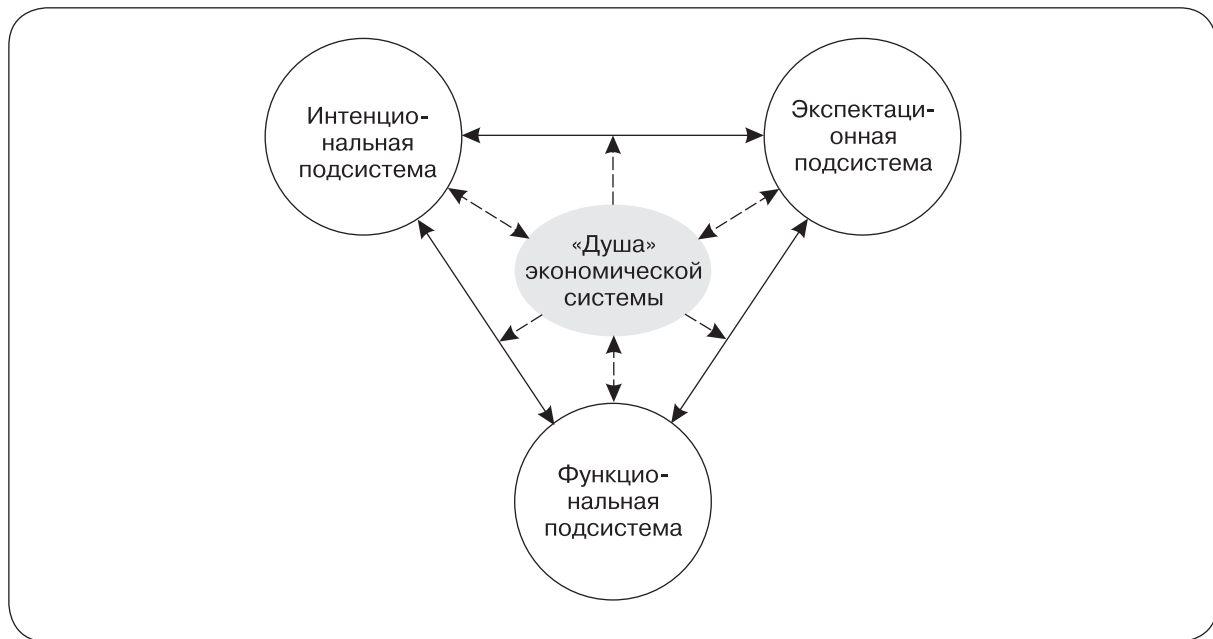 Интенцио-
нальная
подсистема
Экспектаци-
онная
подсистема
«Душа»
экономической
системы
Функцио-
нальная
подсистема